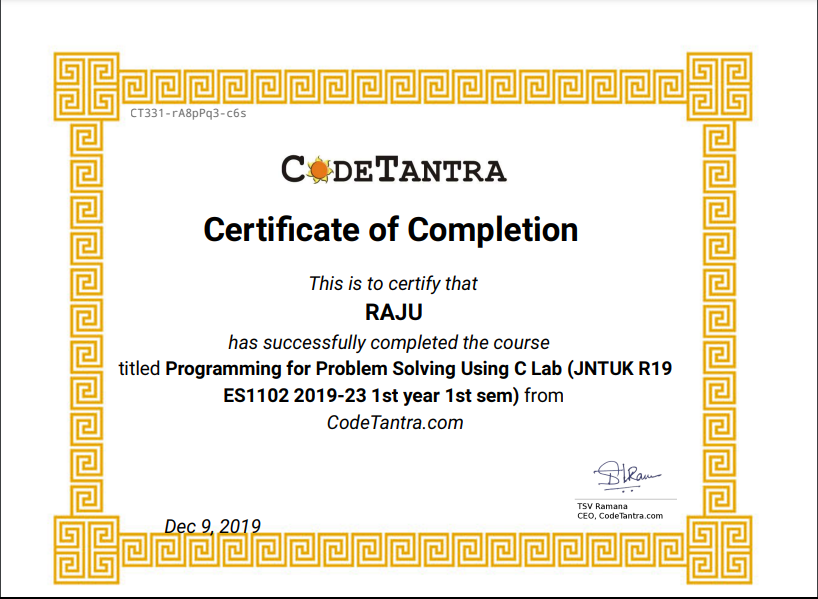 CT331-rA8pPq3-c6s
CODETANTRA
Certificate of Completion
This is to certify that
RAJU
has successfully completed the course
titled Programming for Problem Solving Using C Lab (JNTUK R19
ES1102 2019-23 1st year 1st sem) from
CodeTantra.com
TSV Ramana
CEO, CodeTantra.com
Dec 9, 2019